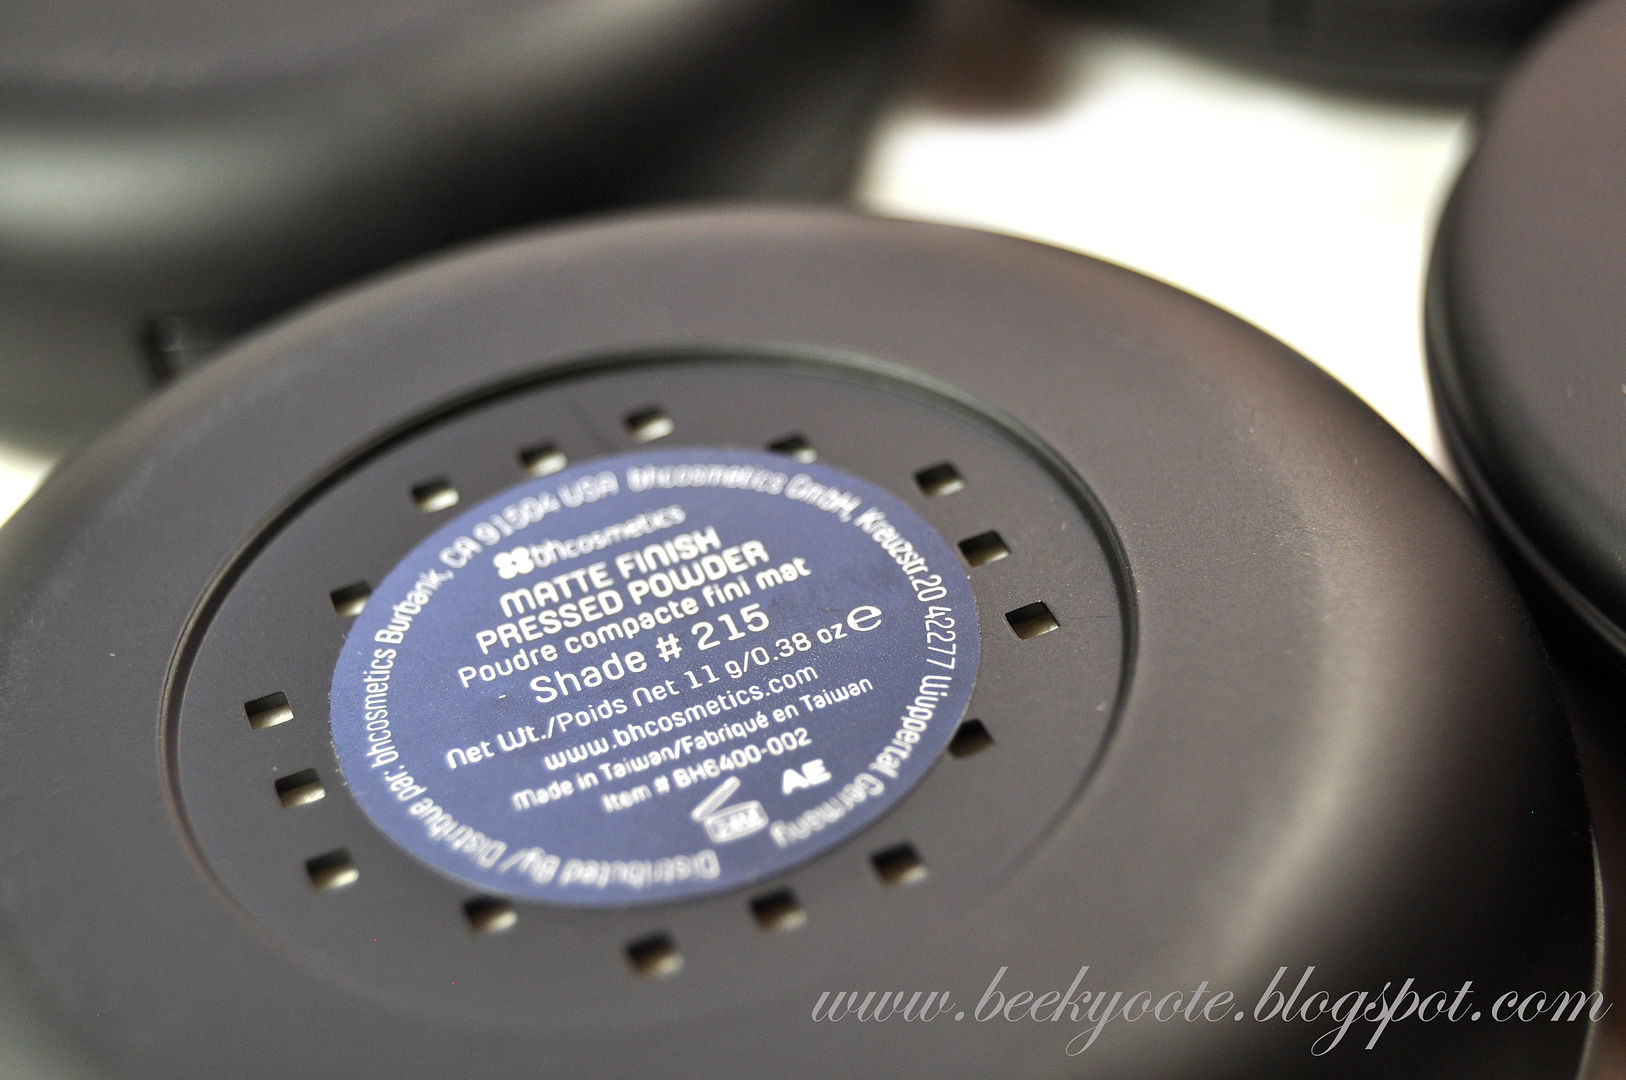 bhcosmetics
MATTE FINISH
PRESSED POWDER
Poudre compacte fini mat
Shade # 215
Net Wt./Poids Net 11 g/0.38 oz e
www.bhcosmetics.com
Made in Taiwan/Fabriqué en Taiwan
Item # BH6400-002
24M
AE
Distributed By/ Distribué par: bhcosmetics Burbank, CA 91504 USA bhcosmetics GmbH, Kreuzstr.20 42277 Wuppertal Germany
www.beekyoote.blogspot.com